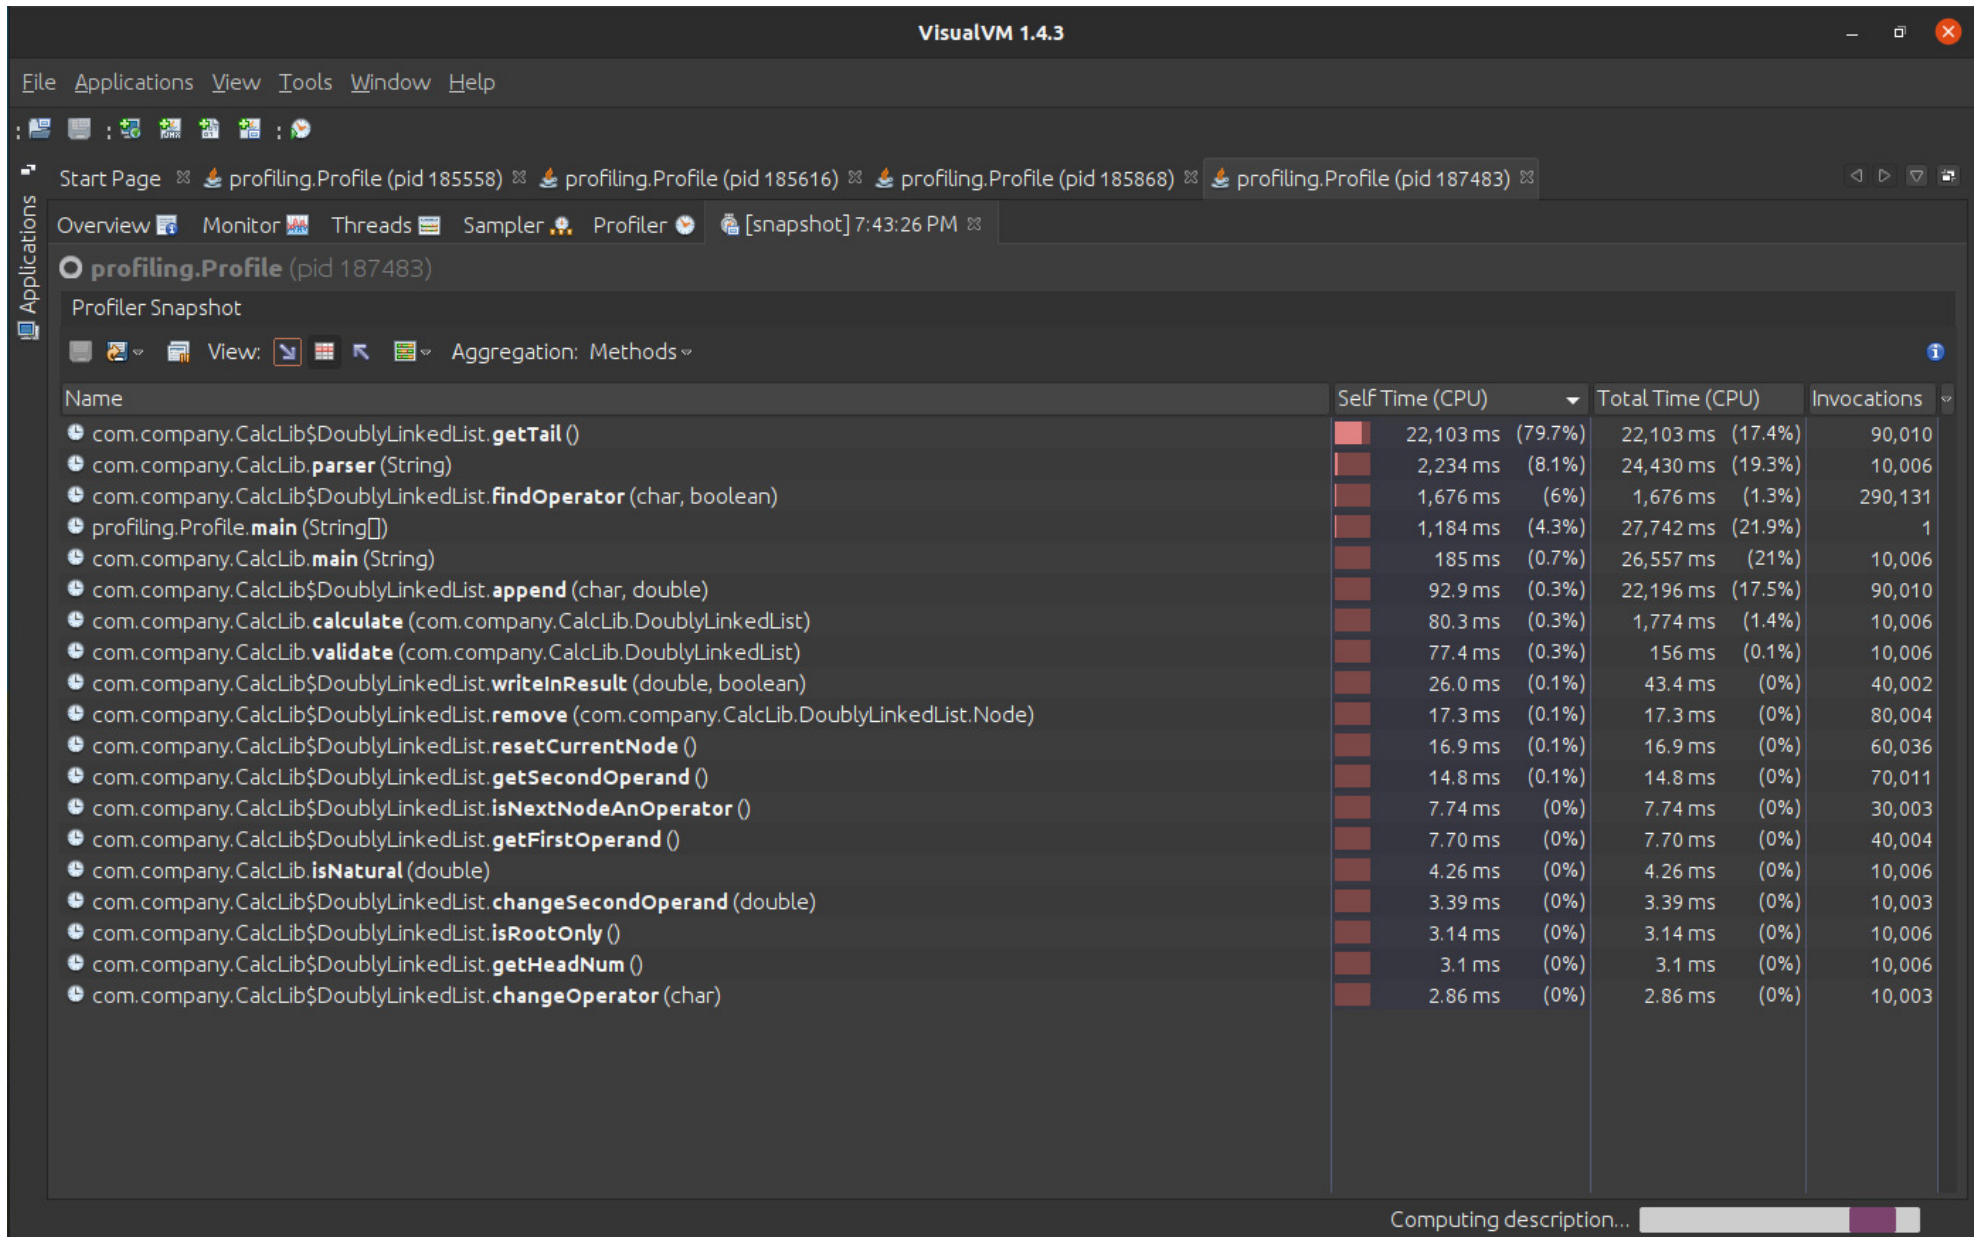 VisualVM 1.4.3
File Applications View Tools Window Help
Start Page profiling.Profile (pid 185558) profiling.Profile (pid 185616) profiling.Profile (pid 185868) profiling.Profile (pid 187483)
Applications
Overview Monitor Threads Sampler Profiler [snapshot] 7:43:26 PM
profiling.Profile (pid 187483)
Profiler Snapshot
View: Aggregation: Methods
Name Self Time (CPU) Total Time (CPU) Invocations
com.company.CalcLib$DoublyLinkedList.getTail () 22,103 ms (79.7%) 22,103 ms (17.4%) 90,010
com.company.CalcLib.parser (String) 2,234 ms (8.1%) 24,430 ms (19.3%) 10,006
com.company.CalcLib$DoublyLinkedList.findOperator (char, boolean) 1,676 ms (6%) 1,676 ms (1.3%) 290,131
profiling.Profile.main (String[]) 1,184 ms (4.3%) 27,742 ms (21.9%) 1
com.company.CalcLib.main (String) 185 ms (0.7%) 26,557 ms (21%) 10,006
com.company.CalcLib$DoublyLinkedList.append (char, double) 92.9 ms (0.3%) 22,196 ms (17.5%) 90,010
com.company.CalcLib.calculate (com.company.CalcLib.DoublyLinkedList) 80.3 ms (0.3%) 1,774 ms (1.4%) 10,006
com.company.CalcLib.validate (com.company.CalcLib.DoublyLinkedList) 77.4 ms (0.3%) 156 ms (0.1%) 10,006
com.company.CalcLib$DoublyLinkedList.writeInResult (double, boolean) 26.0 ms (0.1%) 43.4 ms (0%) 40,002
com.company.CalcLib$DoublyLinkedList.remove (com.company.CalcLib.DoublyLinkedList.Node) 17.3 ms (0.1%) 17.3 ms (0%) 80,004
com.company.CalcLib$DoublyLinkedList.resetCurrentNode () 16.9 ms (0.1%) 16.9 ms (0%) 60,036
com.company.CalcLib$DoublyLinkedList.getSecondOperand () 14.8 ms (0.1%) 14.8 ms (0%) 70,011
com.company.CalcLib$DoublyLinkedList.isNextNodeAnOperator () 7.74 ms (0%) 7.74 ms (0%) 30,003
com.company.CalcLib$DoublyLinkedList.getFirstOperand () 7.70 ms (0%) 7.70 ms (0%) 40,004
com.company.CalcLib.isNatural (double) 4.26 ms (0%) 4.26 ms (0%) 10,006
com.company.CalcLib$DoublyLinkedList.changeSecondOperand (double) 3.39 ms (0%) 3.39 ms (0%) 10,003
com.company.CalcLib$DoublyLinkedList.isRootOnly () 3.14 ms (0%) 3.14 ms (0%) 10,006
com.company.CalcLib$DoublyLinkedList.getHeadNum () 3.1 ms (0%) 3.1 ms (0%) 10,006
com.company.CalcLib$DoublyLinkedList.changeOperator (char) 2.86 ms (0%) 2.86 ms (0%) 10,003
Computing description...